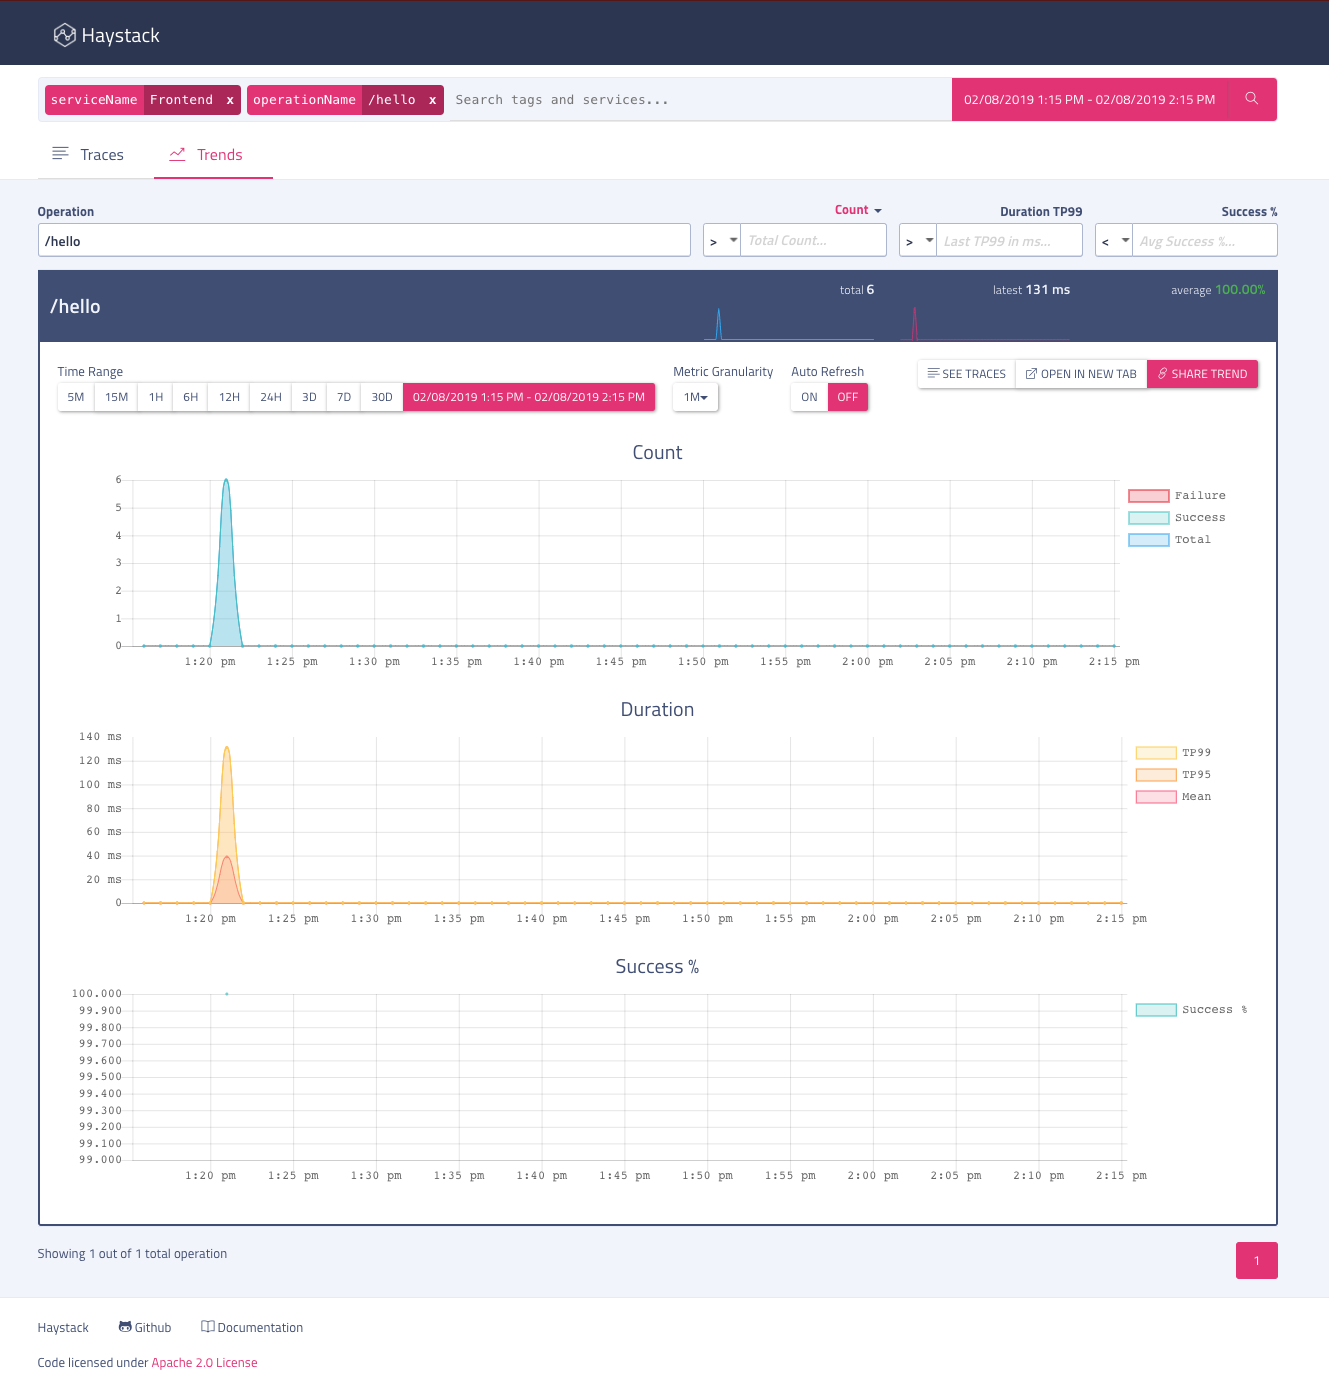 Haystack
serviceName Frontend x operationName /hello x Search tags and services... 02/08/2019 1:15 PM - 02/08/2019 2:15 PM
Traces Trends
Operation Count Duration TP99 Success %
/hello > Total Count... > Last TP99 in ms... < Avg Success %...
/hello total 6 latest 131 ms average 100.00%
Time Range Metric Granularity Auto Refresh
SEE TRACES OPEN IN NEW TAB SHARE TREND
5M 15M 1H 6H 12H 24H 3D 7D 30D 02/08/2019 1:15 PM - 02/08/2019 2:15 PM 1M ON OFF
Count
6
5
4
3
2
1
0
1:20 pm 1:25 pm 1:30 pm 1:35 pm 1:40 pm 1:45 pm 1:50 pm 1:55 pm 2:00 pm 2:05 pm 2:10 pm 2:15 pm
Failure
Success
Total
Duration
140 ms
120 ms
100 ms
80 ms
60 ms
40 ms
20 ms
0
1:20 pm 1:25 pm 1:30 pm 1:35 pm 1:40 pm 1:45 pm 1:50 pm 1:55 pm 2:00 pm 2:05 pm 2:10 pm 2:15 pm
TP99
TP95
Mean
Success %
100.000
99.900
99.800
99.700
99.600
99.500
99.400
99.300
99.200
99.100
99.000
1:20 pm 1:25 pm 1:30 pm 1:35 pm 1:40 pm 1:45 pm 1:50 pm 1:55 pm 2:00 pm 2:05 pm 2:10 pm 2:15 pm
Success %
Showing 1 out of 1 total operation 1
Haystack Github Documentation
Code licensed under Apache 2.0 License